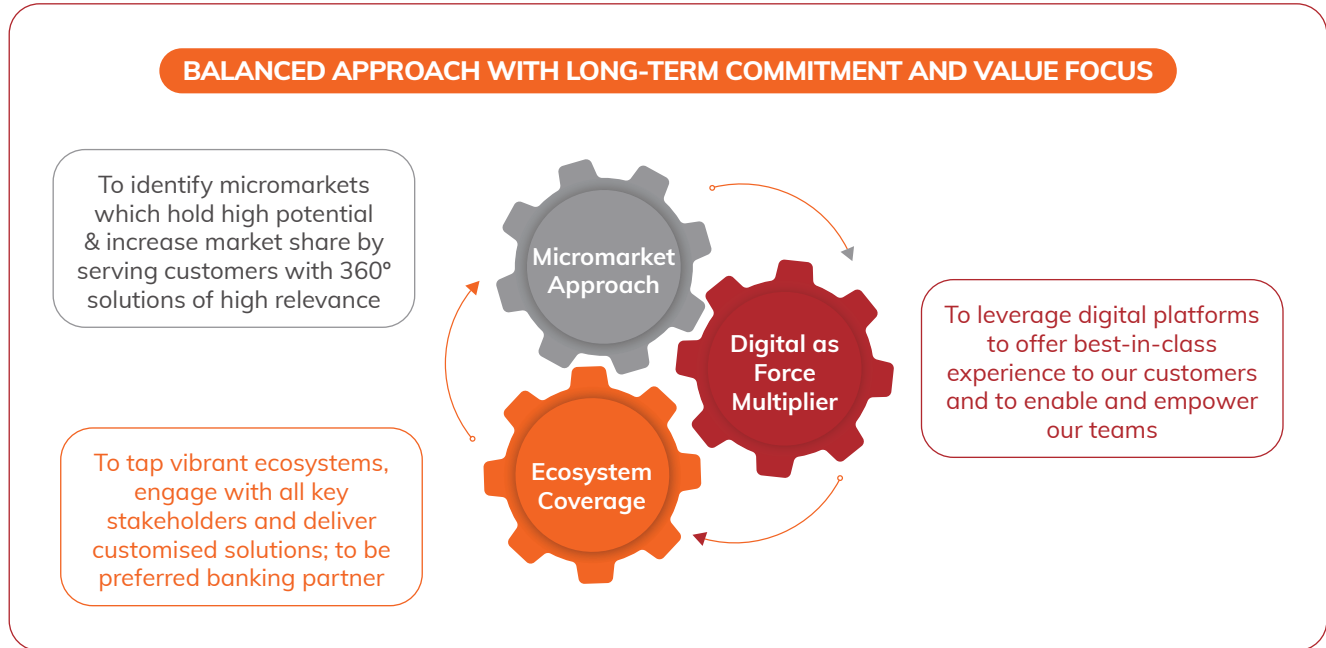 BALANCED APPROACH WITH LONG-TERM COMMITMENT AND VALUE FOCUS
To identify micromarkets
which hold high potential
& increase market share by
serving customers with 360º
solutions of high relevance
Micromarket
Approach
Digital as
Force
Multiplier
To leverage digital platforms
to offer best-in-class
experience to our customers
and to enable and empower
our teams
Ecosystem
Coverage
To tap vibrant ecosystems,
engage with all key
stakeholders and deliver
customised solutions; to be
preferred banking partner